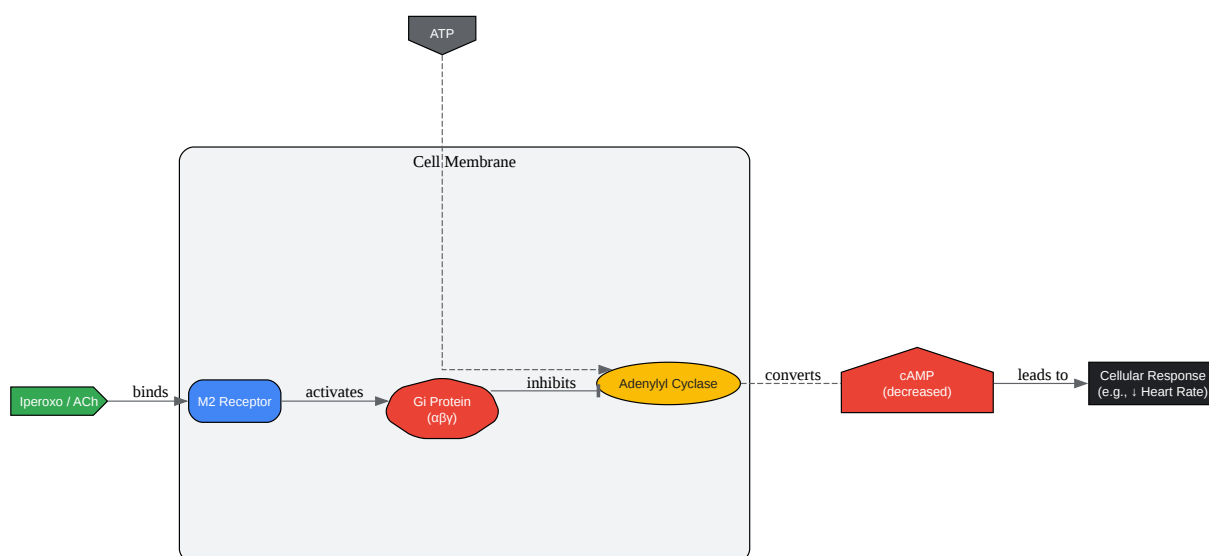 ATP
Cell Membrane
Iperoxo / ACh
binds
M2 Receptor
activates
Gi Protein
(αβγ)
inhibits
Adenylyl Cyclase
converts
cAMP
(decreased)
leads to
Cellular Response
(e.g., ↓ Heart Rate)